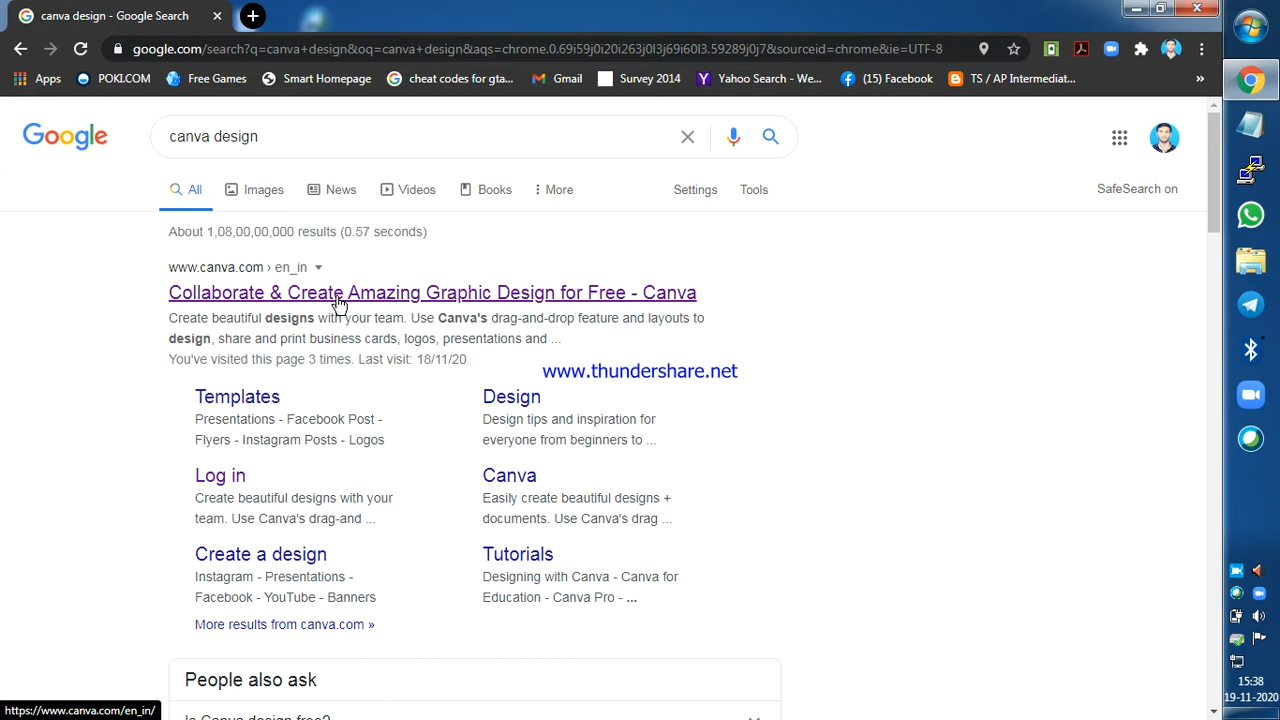 canva design - Google Search
google.com/search?q=canva+design&oq=canva+design&aqs=chrome.0.69i59j0i20i263j0l3j69i60l3.59289j0j7&sourceid=chrome&ie=UTF-8
Apps POKI.COM Free Games Smart Homepage cheat codes for gta... Gmail Survey 2014 Yahoo Search - We... (15) Facebook TS / AP Intermediat... »
Google canva design
All Images News Videos Books More Settings Tools SafeSearch on
About 1,08,00,00,000 results (0.57 seconds)
www.canva.com › en_in
Collaborate & Create Amazing Graphic Design for Free - Canva
Create beautiful designs with your team. Use Canva's drag-and-drop feature and layouts to
design, share and print business cards, logos, presentations and ...
You've visited this page 3 times. Last visit: 18/11/20
www.thundershare.net
Templates
Presentations - Facebook Post -
Flyers - Instagram Posts - Logos
Design
Design tips and inspiration for
everyone from beginners to ...
Log in
Create beautiful designs with your
team. Use Canva's drag-and ...
Canva
Easily create beautiful designs +
documents. Use Canva's drag ...
Create a design
Instagram - Presentations -
Facebook - YouTube - Banners
Tutorials
Designing with Canva - Canva for
Education - Canva Pro - ...
More results from canva.com »
People also ask
Is Canva design free?
https://www.canva.com/en_in/
15:38
19-11-2020